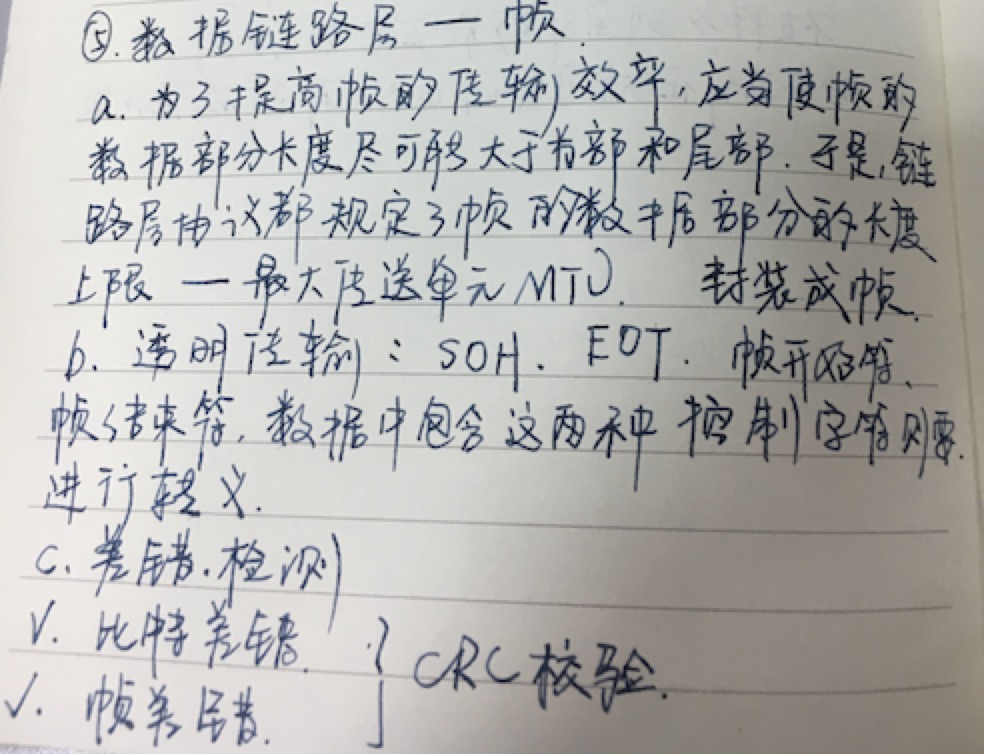 ⑤. 数据链路层 — 帧.
a. 为了提高帧的传输效率, 应当使帧的
数据部分长度尽可能大于首部和尾部. 于是, 链
路层协议都规定了帧的数据部分的长度
上限 — 最大传送单元MTU. 封装成帧.
b. 透明传输: SOH. EOT. 帧开始符.
帧结束符. 数据中包含这两种控制字符则要
进行转义.
c. 差错.检测
√. 比特差错. } CRC校验.
√. 帧差错.